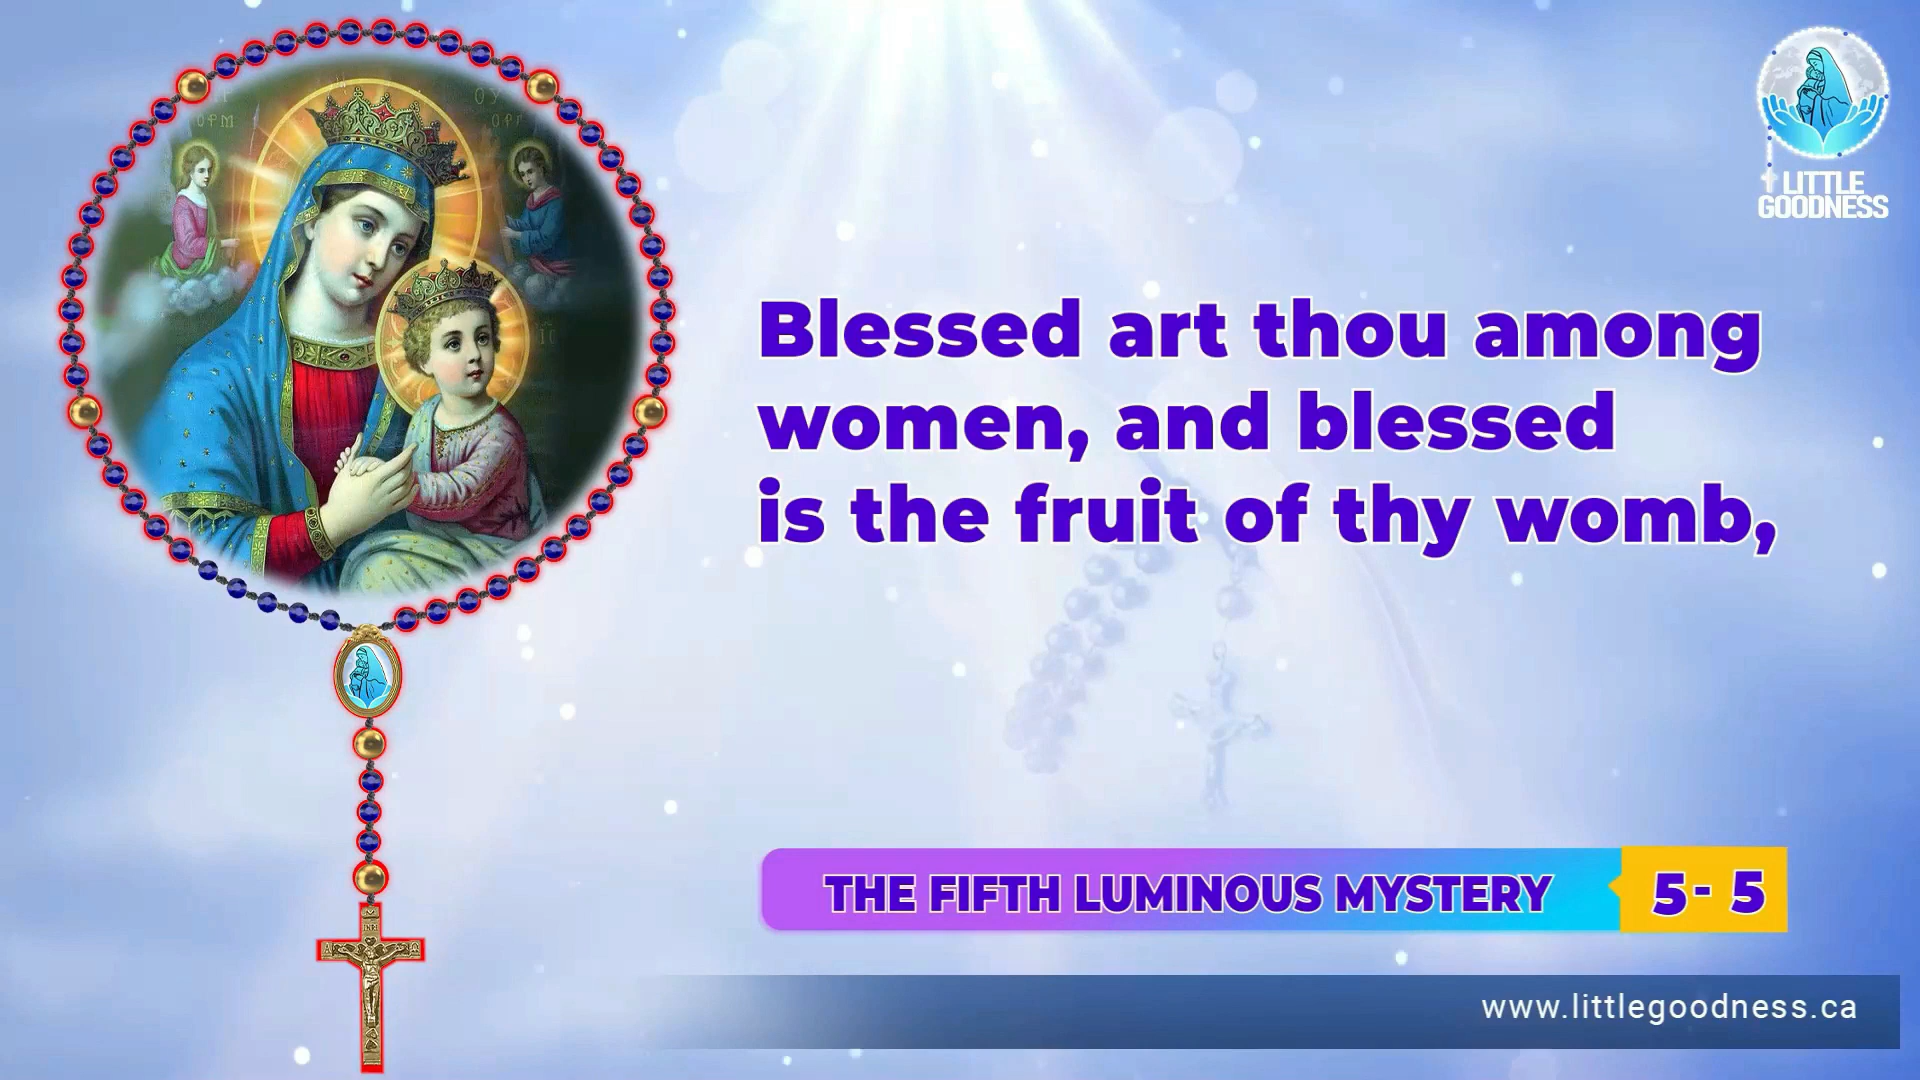 LITTLE
GOODNESS
Blessed art thou among
women, and blessed
is the fruit of thy womb,
THE FIFTH LUMINOUS MYSTERY
5- 5
www.littlegoodness.ca
INRI